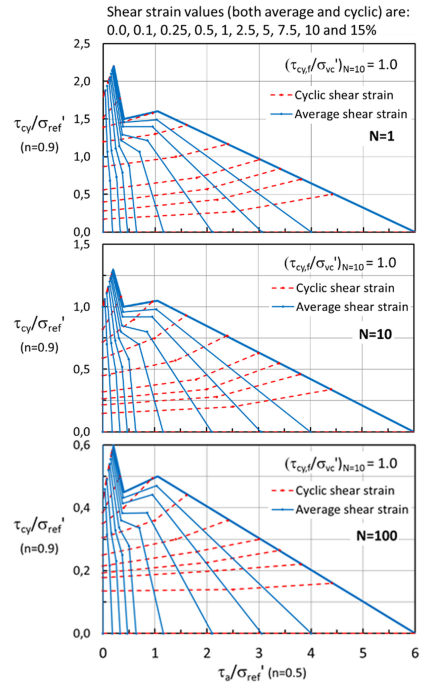 Shear strain values (both average and cyclic) are:
0.0, 0.1, 0.25, 0.5, 1, 2.5, 5, 7.5, 10 and 15%
2,5
2,0
1,5
1,0
0,5
0,0
τcy/σref'
(n=0.9)
(τcy,f/σvc')N=10 = 1.0
Cyclic shear strain
Average shear strain
N=1
1,5
1,0
0,5
0,0
τcy/σref'
(n=0.9)
(τcy,f/σvc')N=10 = 1.0
Cyclic shear strain
Average shear strain
N=10
0,6
0,4
0,2
0,0
τcy/σref'
(n=0.9)
(τcy,f/σvc')N=10 = 1.0
Cyclic shear strain
Average shear strain
N=100
0 1 2 3 4 5 6
τa/σref' (n=0.5)